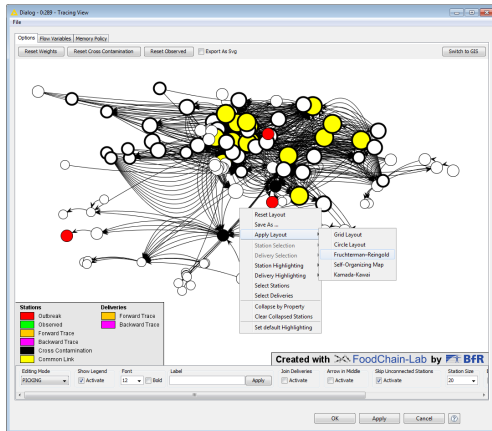 Dialog - 0:289 - Tracing View
File
Options Flow Variables Memory Policy
Reset Weights Reset Cross Contamination Reset Observed Export As Svg Switch to GIS
Reset Layout
Save As ...
Apply Layout
Station Selection
Delivery Selection
Station Highlighting
Delivery Highlighting
Select Stations
Select Deliveries
Collapse by Property
Clear Collapsed Stations
Set default Highlighting
Grid Layout
Circle Layout
Fruchterman-Reingold
Self-Organizing Map
Kamada-Kawai
Stations Deliveries
Outbreak Forward Trace
Observed Backward Trace
Forward Trace
Backward Trace
Cross Contamination
Common Link
Created with FoodChain-Lab by BfR
Editing Mode Show Legend Font Label Join Deliveries Arrow in Middle Skip Unconnected Stations Station Size
PICKING Activate 12 Bold Apply Activate Activate Activate 20
OK Apply Cancel